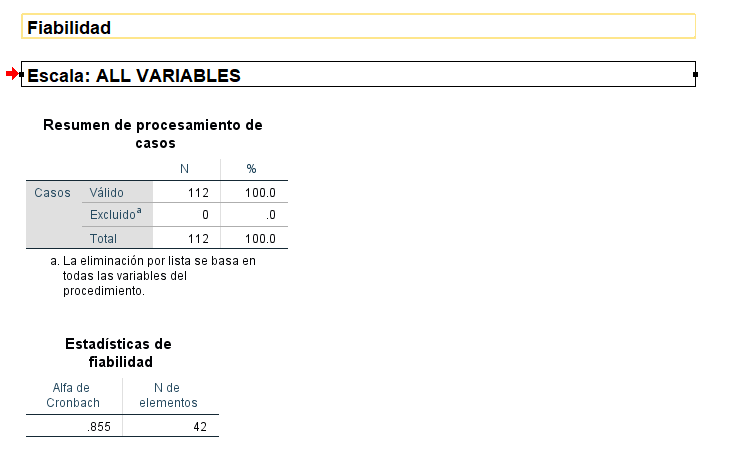 Fiabilidad
Escala: ALL VARIABLES
Resumen de procesamiento de
casos
N %
Casos Válido 112 100.0
Excluido^a 0 .0
Total 112 100.0
a. La eliminación por lista se basa en
todas las variables del
procedimiento.
Estadísticas de
fiabilidad
Alfa de N de
Cronbach elementos
.855 42